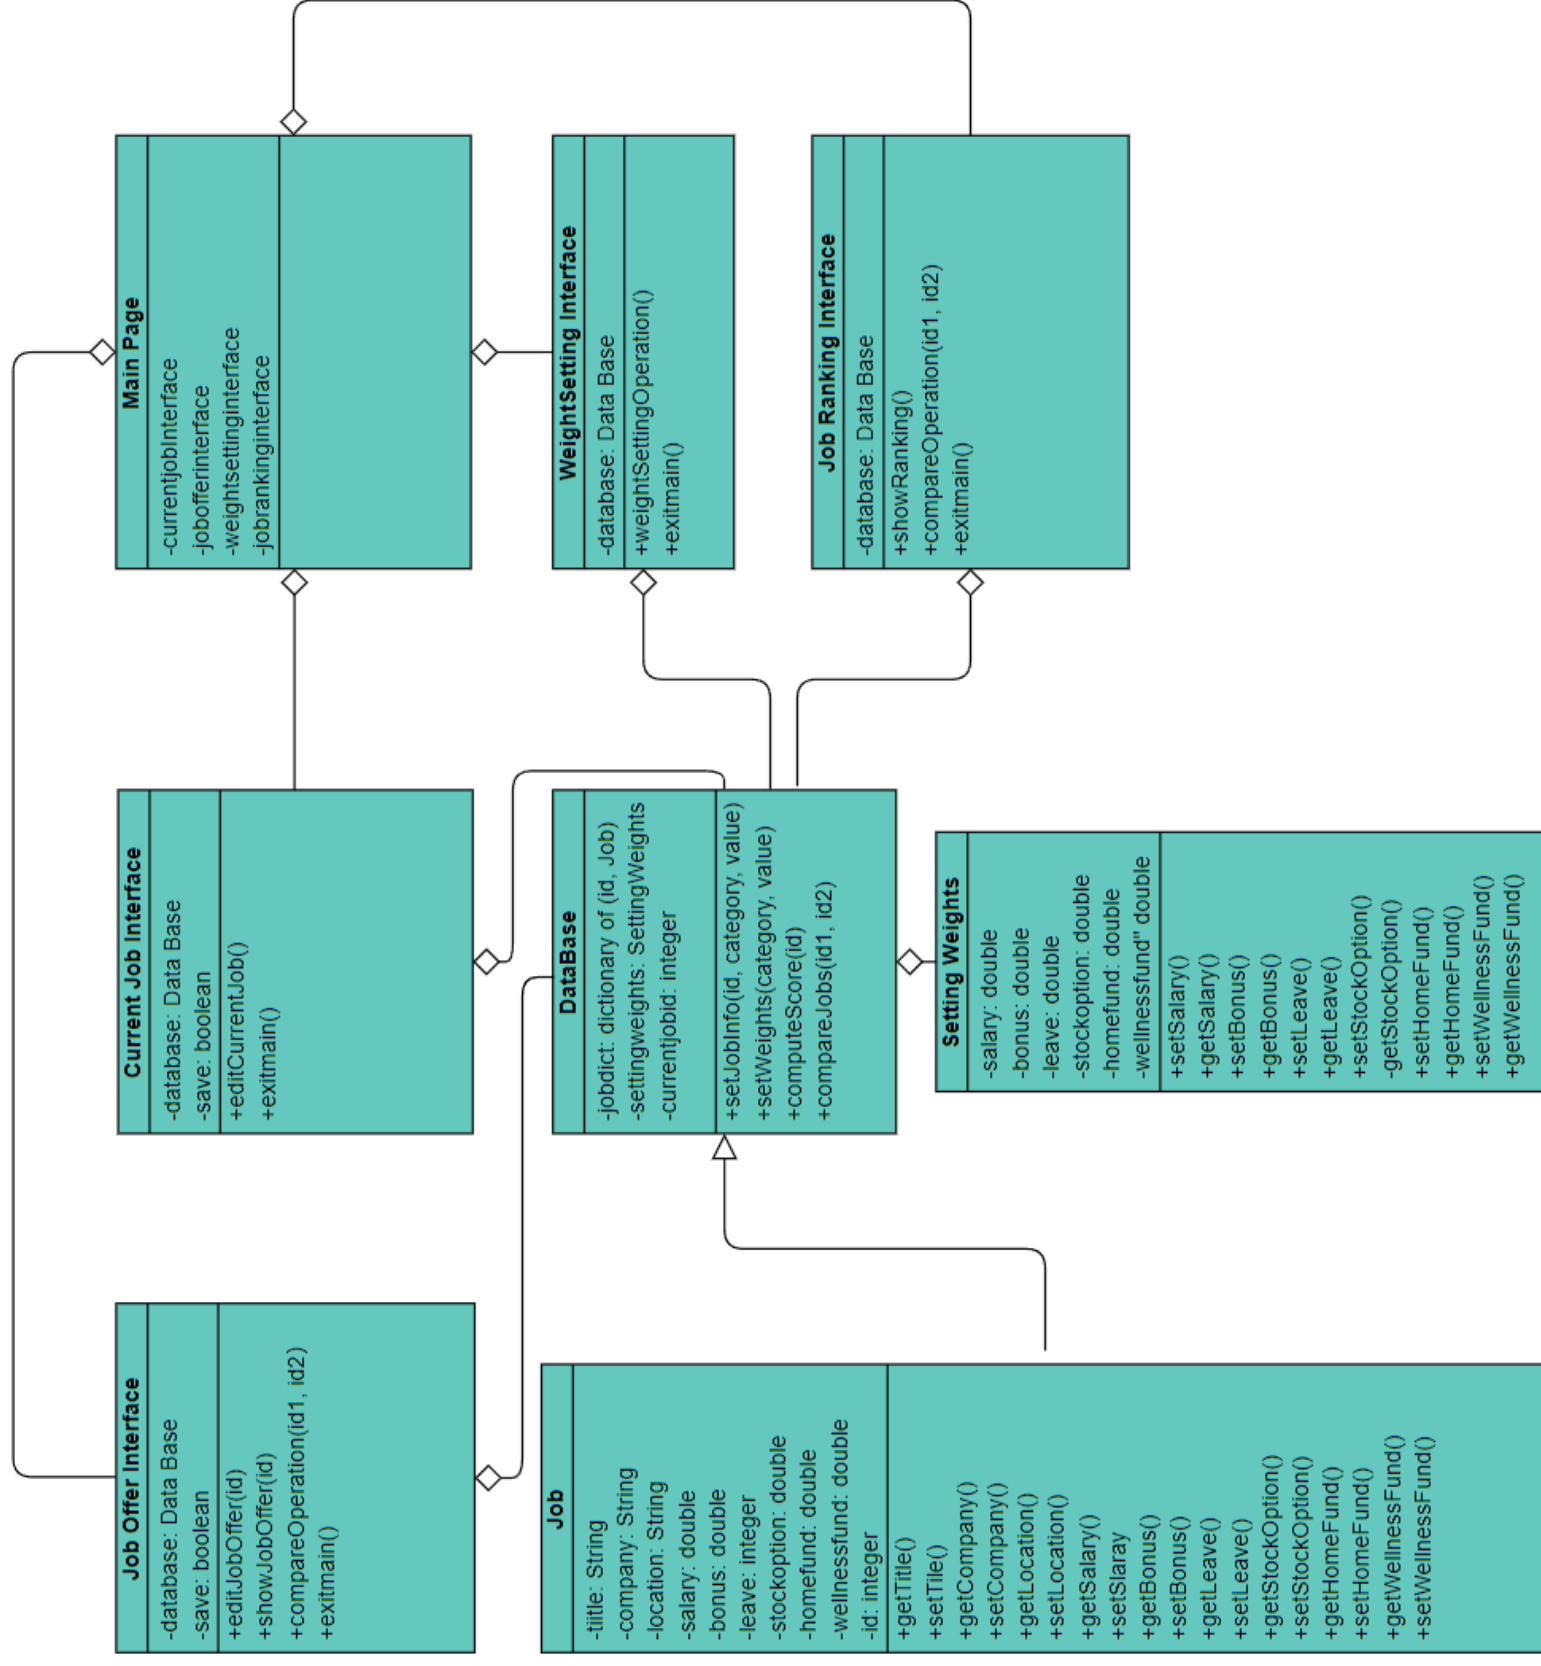 Job Offer Interface
-database: Data Base
-save: boolean
+editJobOffer(id)
+showJobOffer(id)
+compareOperation(id1, id2)
+exitmain()
Current Job Interface
-database: Data Base
-save: boolean
+editCurrentJob()
+exitmain()
Main Page
-currentjobInterface
-jobofferinterface
-weightsettinginterface
-jobrankinginterface
Job
-tiitle: String
-company: String
-location: String
-salary: double
-bonus: double
-leave: integer
-stockoption: double
-homefund: double
-wellnessfund: double
-id: integer
+getTitle()
+setTile()
+getCompany()
+setCompany()
+getLocation()
+setLocation()
+getSalary()
+setSlaray
+getBonus()
+setBonus()
+getLeave()
+setLeave()
+getStockOption()
+setStockOption()
+getHomeFund()
+setHomeFund()
+getWellnessFund()
+setWellnessFund()
DataBase
-jobdict: dictionary of (id, Job)
-settingweights: SettingWeights
-currentjobid: integer
+setJobInfo(id, category, value)
+setWeights(category, value)
+computeScore(id)
+compareJobs(id1, id2)
WeightSetting Interface
-database: Data Base
+weightSettingOperation()
+exitmain()
Job Ranking Interface
-database: Data Base
+showRanking()
+compareOperation(id1, id2)
+exitmain()
Setting Weights
-salary: double
-bonus: double
-leave: double
-stockoption: double
-homefund: double
-wellnessfund" double
+setSalary()
+getSalary()
+setBonus()
+getBonus()
+setLeave()
+getLeave()
+setStockOption()
-getStockOption()
+setHomeFund()
+getHomeFund()
+setWellnessFund()
+getWellnessFund()